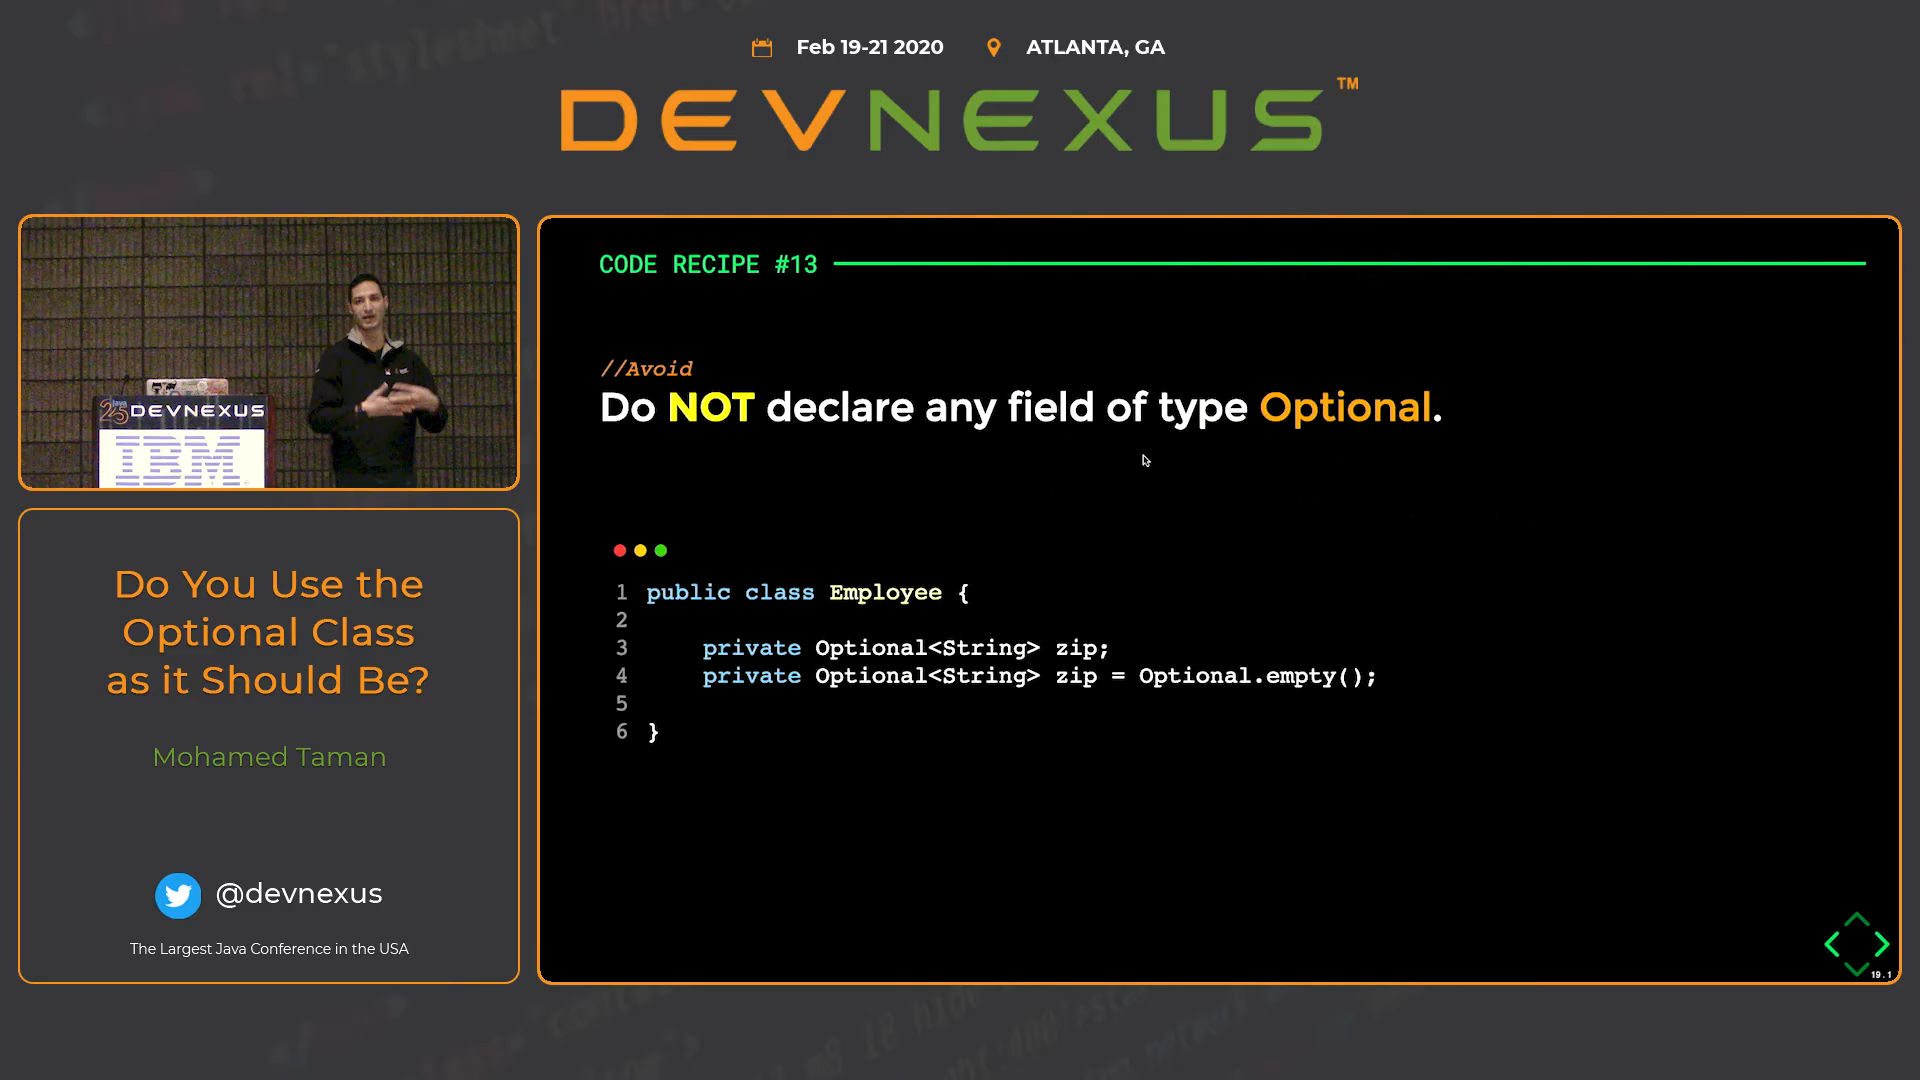 Feb 19-21 2020
ATLANTA, GA
DEVNEXUS™
Java
25 DEVNEXUS
IBM
Do You Use the
Optional Class
as it Should Be?
Mohamed Taman
@devnexus
The Largest Java Conference in the USA
CODE RECIPE #13
//Avoid
Do NOT declare any field of type Optional.
1 public class Employee {
2
3 private Optional<String> zip;
4 private Optional<String> zip = Optional.empty();
5
6 }
19.1